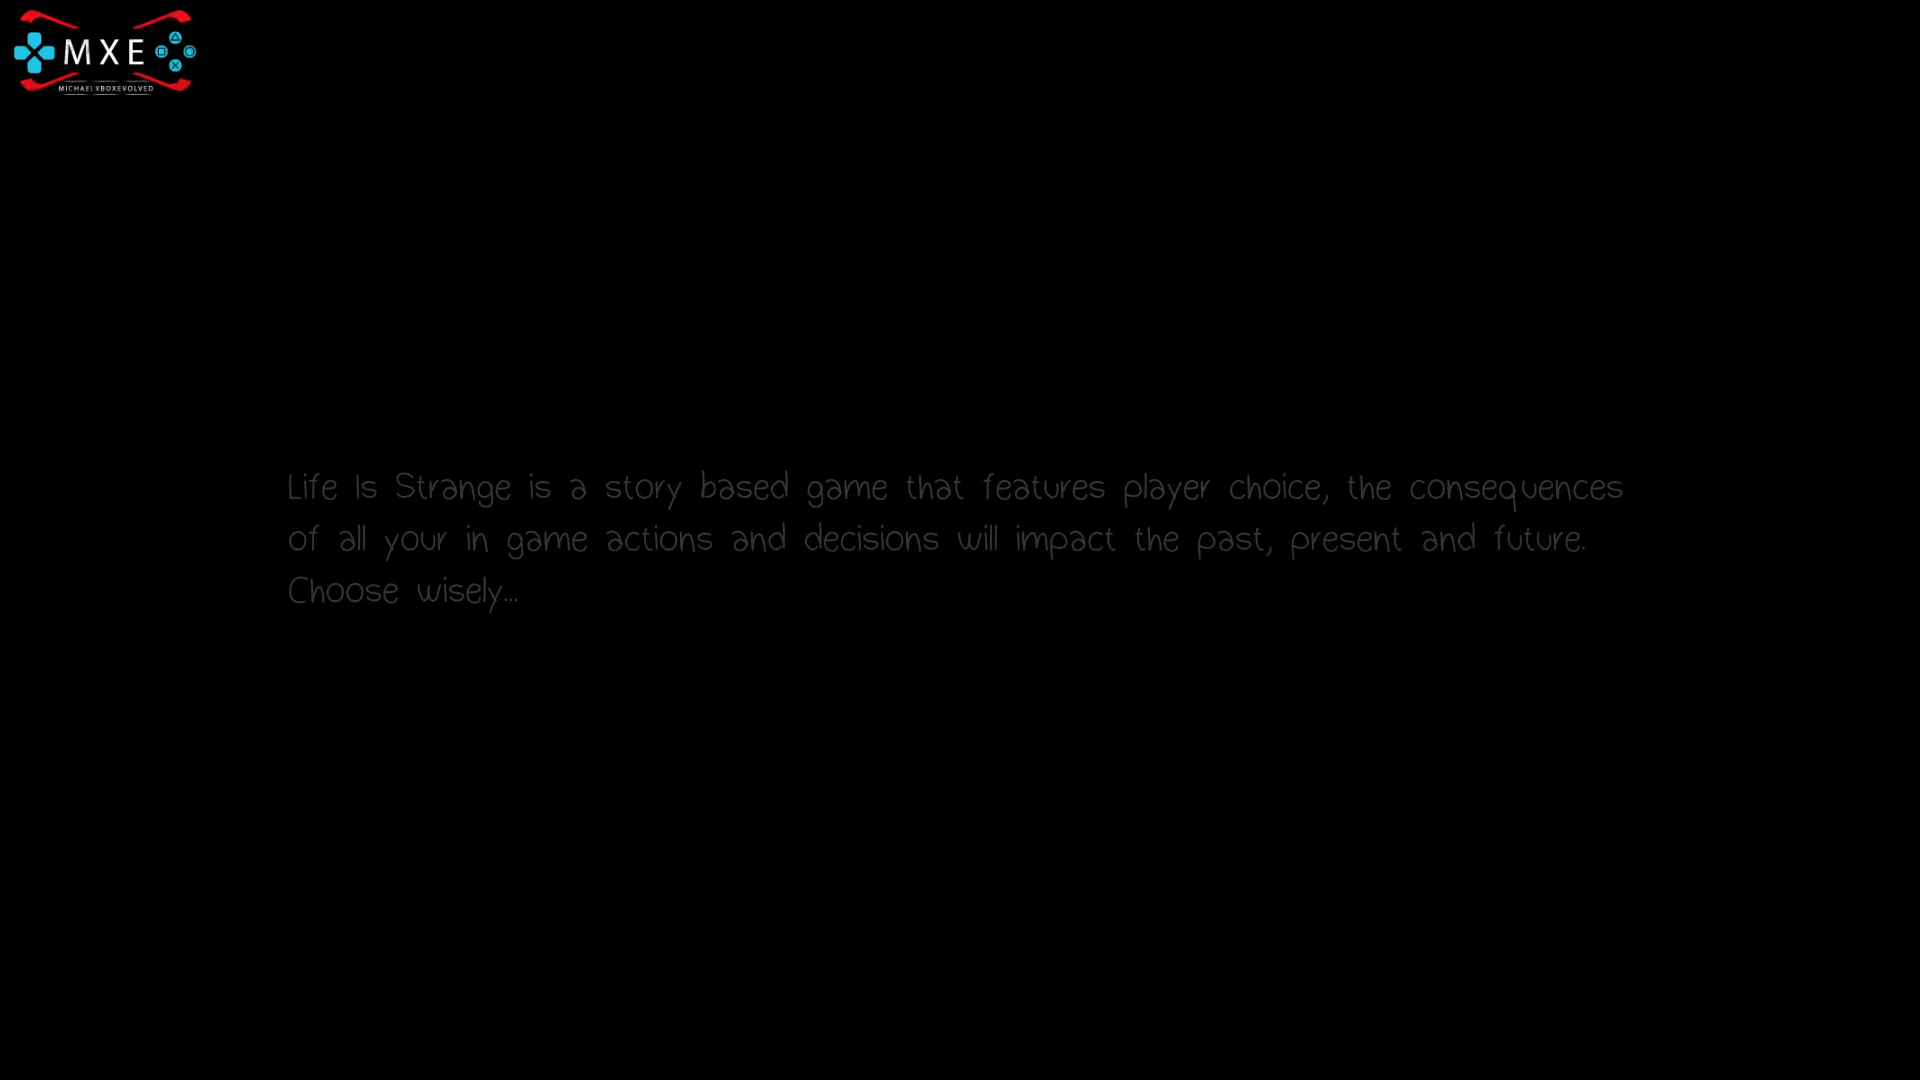 MXE
MICHAELXBOXEVOLVED
Life Is Strange is a story based game that features player choice, the consequences
of all your in game actions and decisions will impact the past, present and future.
Choose wisely...